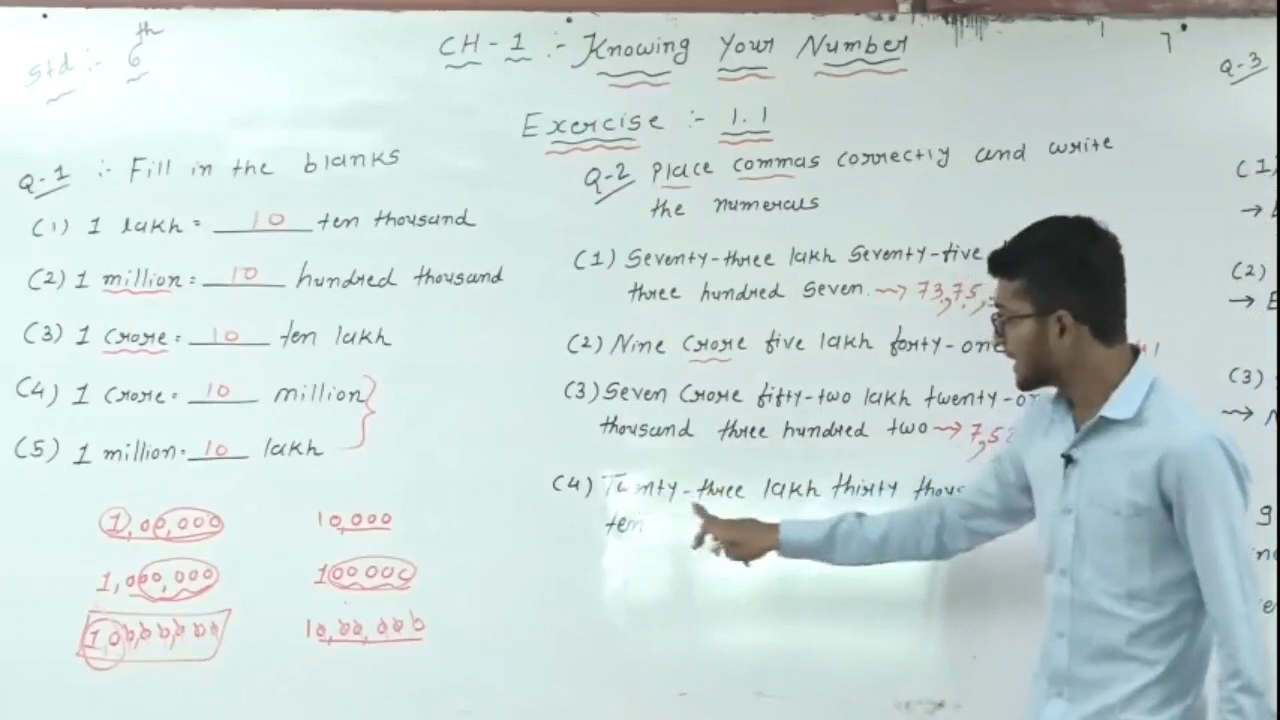 Std :- 6th
CH-1 :- Knowing Your Number
Exercise :- 1.1
Q-1 :- Fill in the blanks
(1) 1 lakh = 10 ten thousand
(2) 1 million = 10 hundred thousand
(3) 1 crore = 10 ten lakh
(4) 1 crore = 10 million
(5) 1 million = 10 lakh
1,00,000 10,000
1,000,000 100000
10,00,000
Q-2 Place commas correctly and write
the numerals
(1) Seventy-three lakh Seventy-five
three hundred Seven. → 73,75,
(2) Nine crore five lakh forty-one
41
(3) Seven crore fifty-two lakh twenty-
thousand three hundred two → 7,52
(4) lakh thirty
ten
Q-3
(1)
→
(2)
→
(3)
→